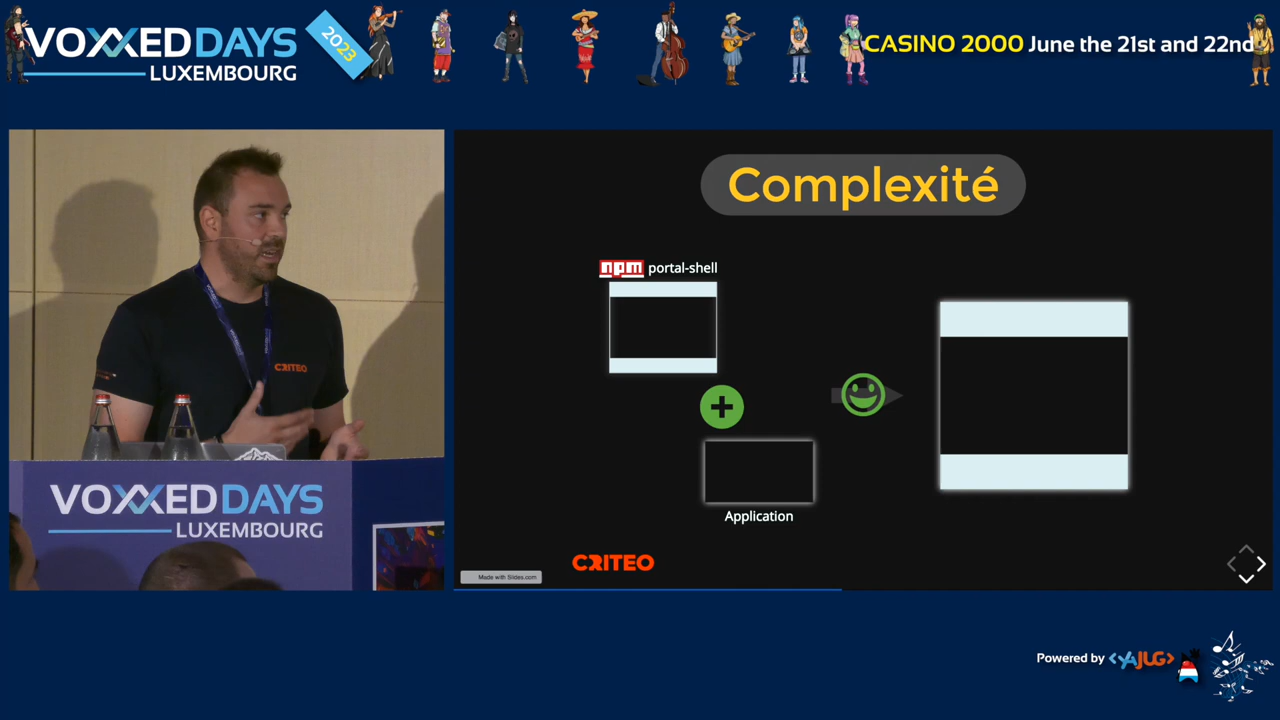 VOXXED DAYS
LUXEMBOURG
2023
CASINO 2000 June the 21st and 22nd
Complexité
npm portal-shell
Application
CRITEO
Made with Slides.com
CRITEO
VOXXED DAYS
LUXEMBOURG
Powered by <YAJUG>